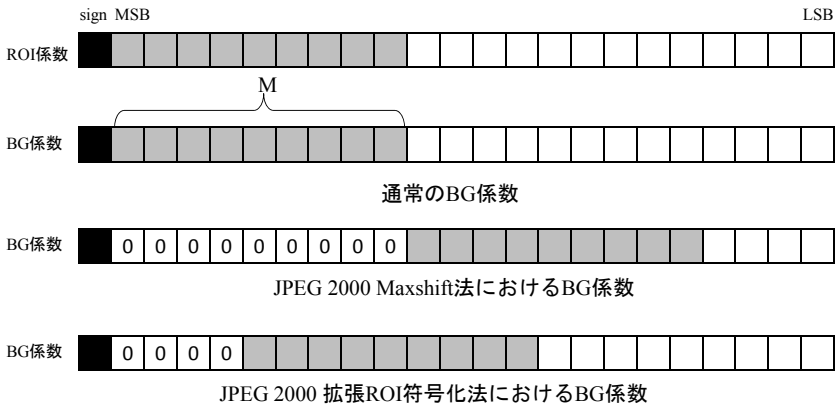 sign MSB LSB
ROI係数
M
BG係数
通常のBG係数
BG係数 0 0 0 0 0 0 0 0 0
JPEG 2000 Maxshift法におけるBG係数
BG係数 0 0 0 0
JPEG 2000 拡張ROI符号化法におけるBG係数